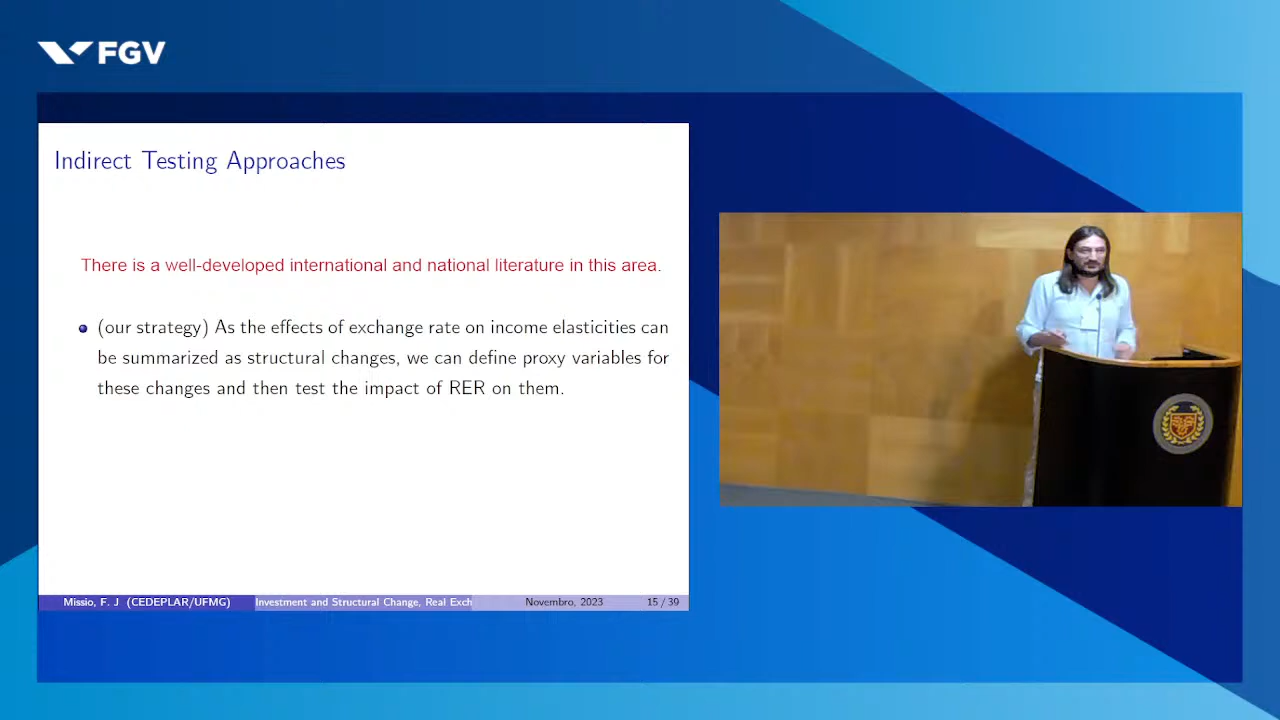 FGV
Indirect Testing Approaches
There is a well-developed international and national literature in this area.
(our strategy) As the effects of exchange rate on income elasticities can
be summarized as structural changes, we can define proxy variables for
these changes and then test the impact of RER on them.
Missio, F. J (CEDEPLAR/UFMG) Investment and Structural Change, Real Exch Novembro, 2023 15 / 39